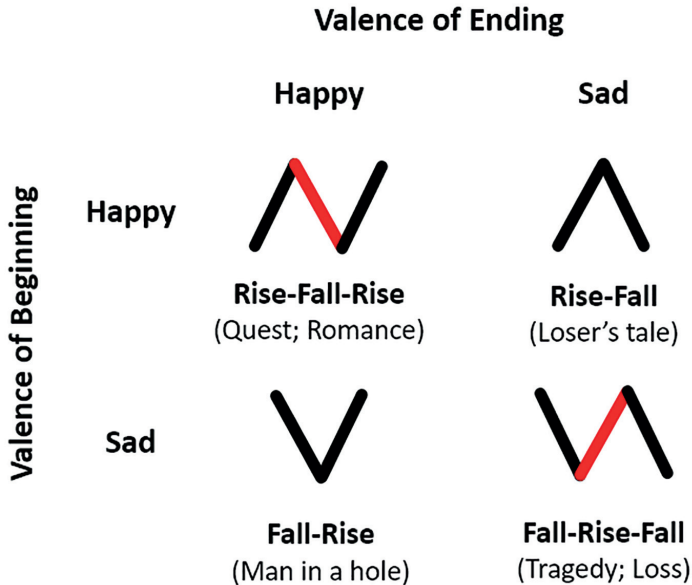 Valence of Ending
Happy
Sad
Valence of Beginning
Happy
Rise-Fall-Rise
(Quest; Romance)
Rise-Fall
(Loser’s tale)
Sad
Fall-Rise
(Man in a hole)
Fall-Rise-Fall
(Tragedy; Loss)